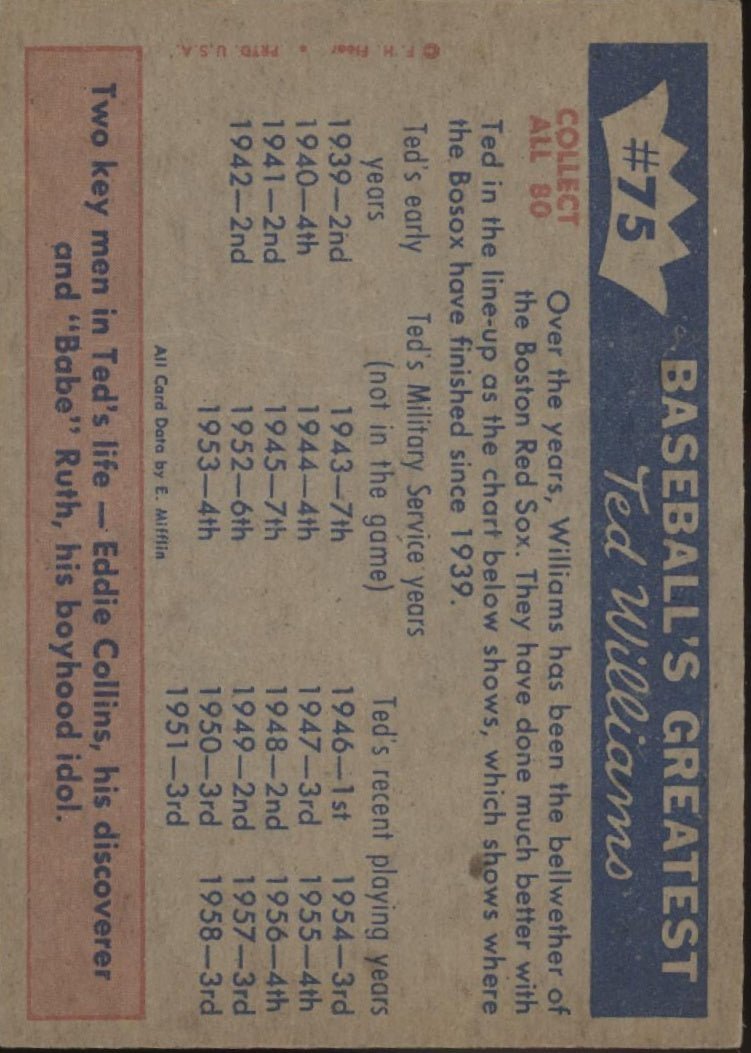 #75
BASEBALL'S GREATEST
Ted Williams
COLLECT
ALL 80
Over the years, Williams has been the bellwether of
the Boston Red Sox. They have done much better with
Ted in the line-up as the chart below shows, which shows where
the Bosox have finished since 1939.
Ted's early
years
1939—2nd
1940—4th
1941—2nd
1942—2nd
Ted's Military Service years
(not in the game)
1943—7th
1944—4th
1945—7th
1952—6th
1953—4th
Ted's recent playing years
1946—1st 1954—3rd
1947—3rd 1955—4th
1948—2nd 1956—4th
1949—2nd 1957—3rd
1950—3rd 1958—3rd
1951—3rd
All Card Data by E. Mifflin
© F. H. Fleer • PRTD. U.S.A.
Two key men in Ted's life — Eddie Collins, his discoverer
and "Babe" Ruth, his boyhood idol.